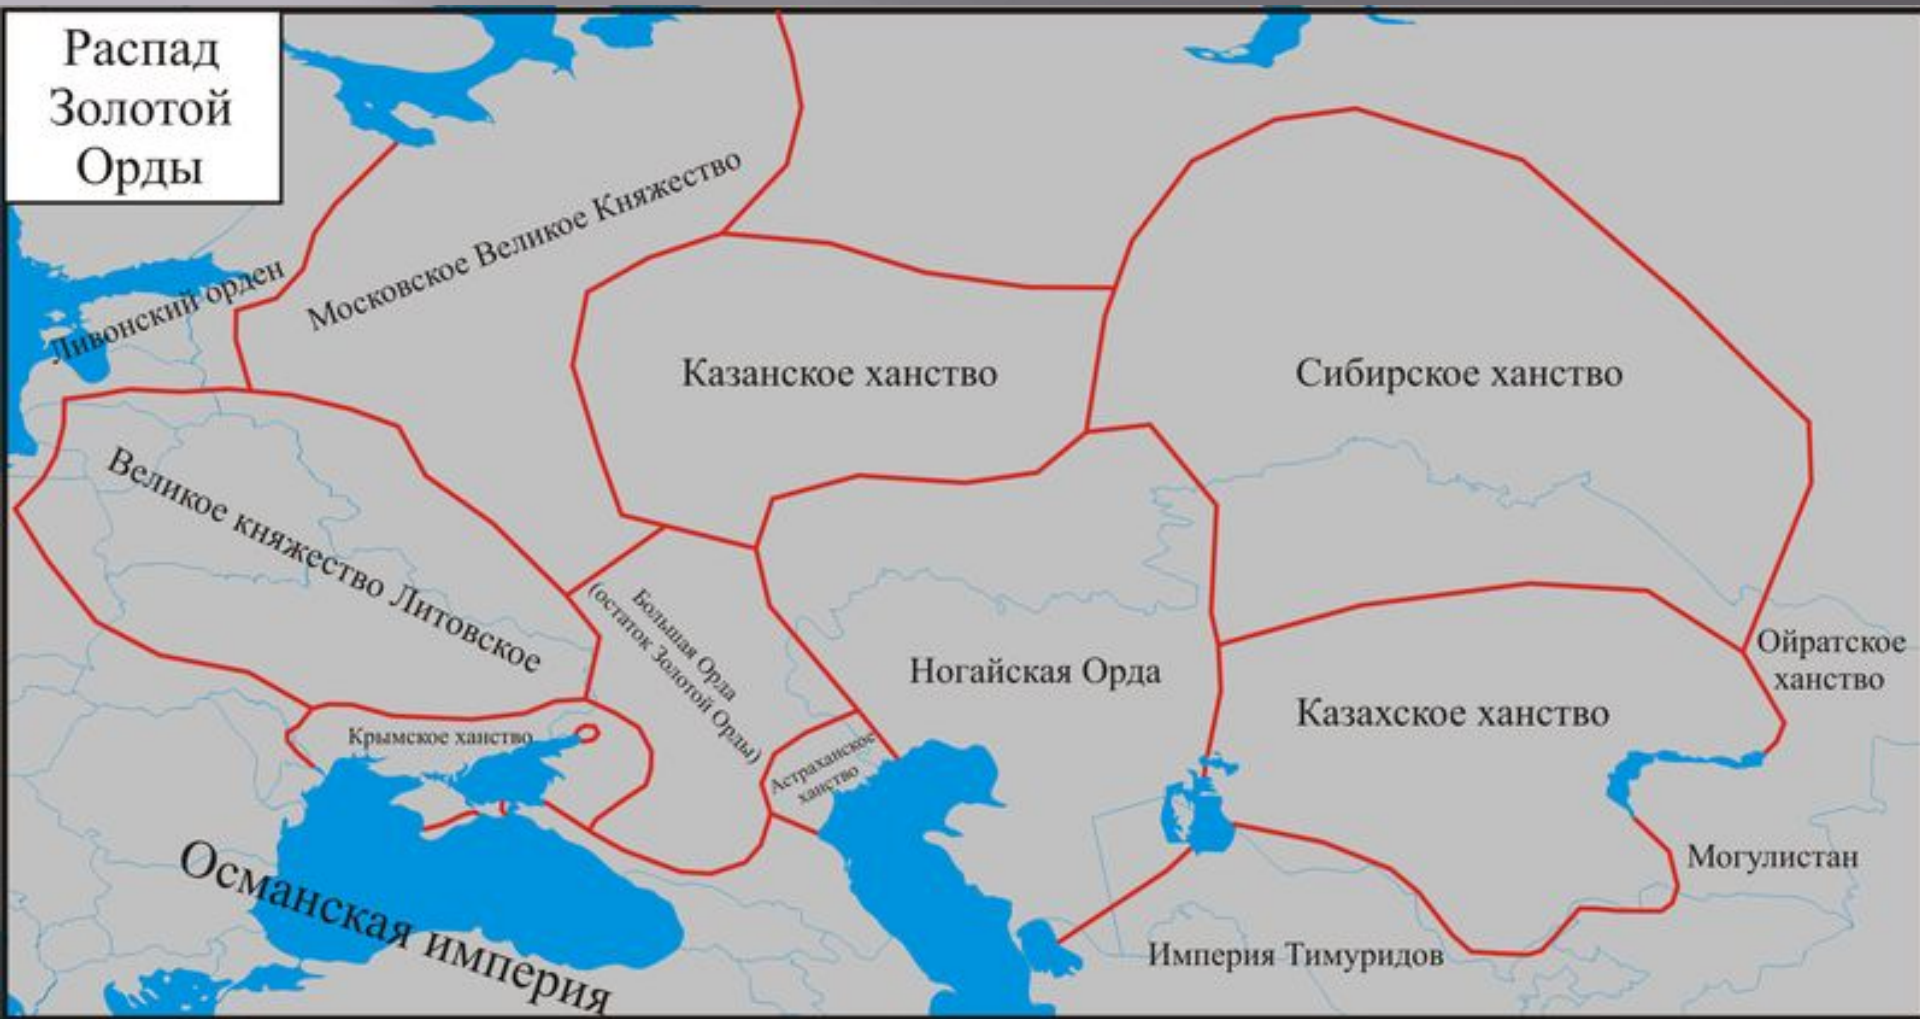 Распад
Золотой
Орды
Московское Великое Княжество
Ливонский орден
Казанское ханство
Сибирское ханство
Великое княжество Литовское
Большая Орда
(остаток Золотой Орды)
Ногайская Орда
Ойратское
ханство
Казахское ханство
Крымское ханство
Астраханское
ханство
Османская империя
Могулистан
Империя Тимуридов